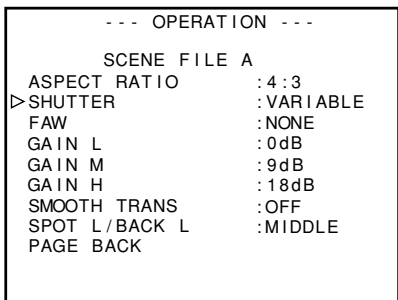 --- OPERATION ---
SCENE FILE A
ASPECT RATIO :4:3
▷SHUTTER :VARIABLE
FAW :NONE
GAIN L :0dB
GAIN M :9dB
GAIN H :18dB
SMOOTH TRANS :OFF
SPOT L/BACK L :MIDDLE
PAGE BACK